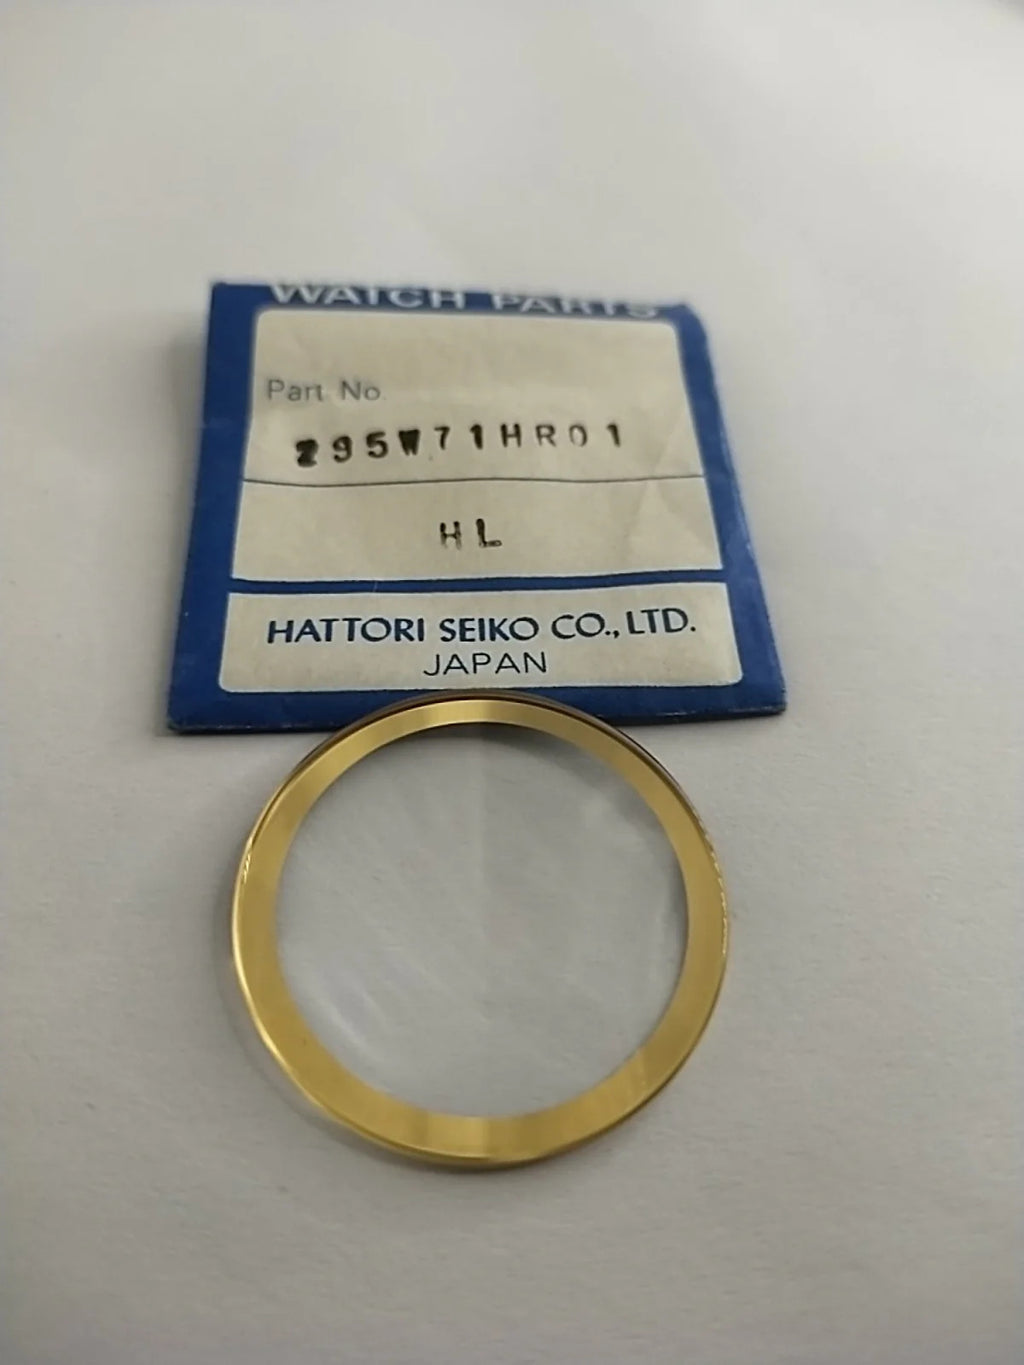 WATCH PARTS
Part No.
295W71HR01
HL
HATTORI SEIKO CO., LTD.
JAPAN